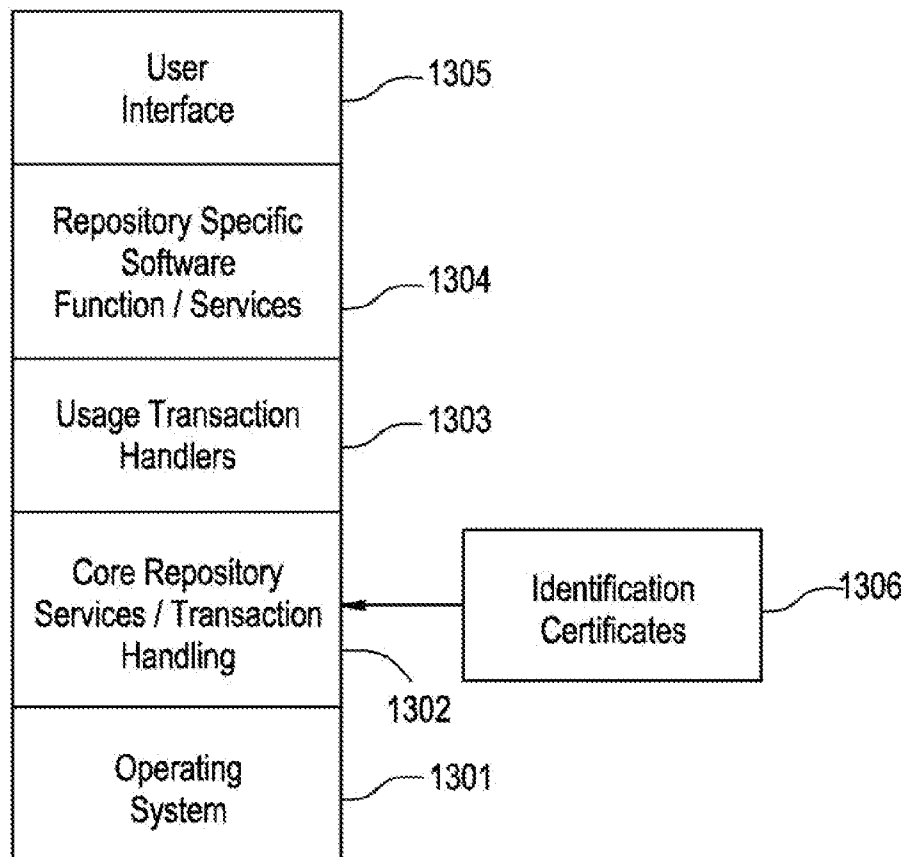 User
Interface
1305
Repository Specific
Software
Function / Services
1304
Usage Transaction
Handlers
1303
Core Repository
Services / Transaction
Handling
1302
Identification
Certificates
1306
Operating
System
1301